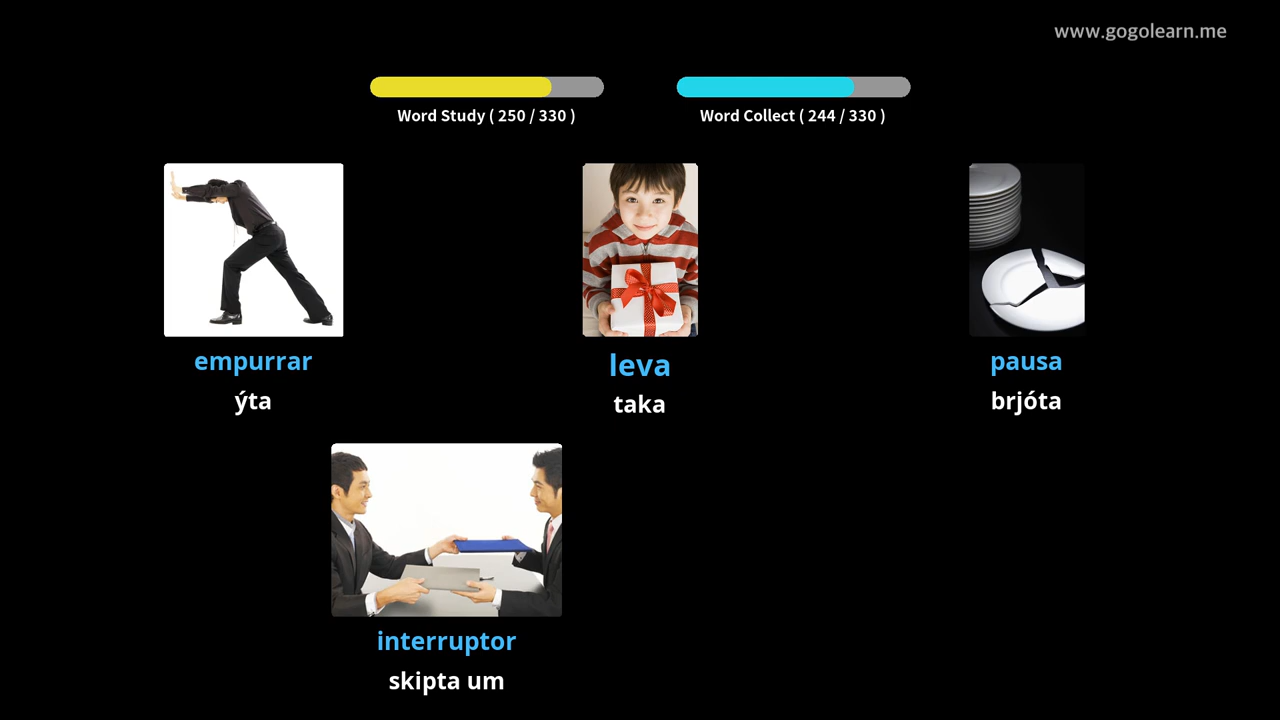 www.gogolearn.me
Word Study ( 250 / 330 )
Word Collect ( 244 / 330 )
empurrar
ýta
leva
taka
pausa
brjóta
interruptor
skipta um